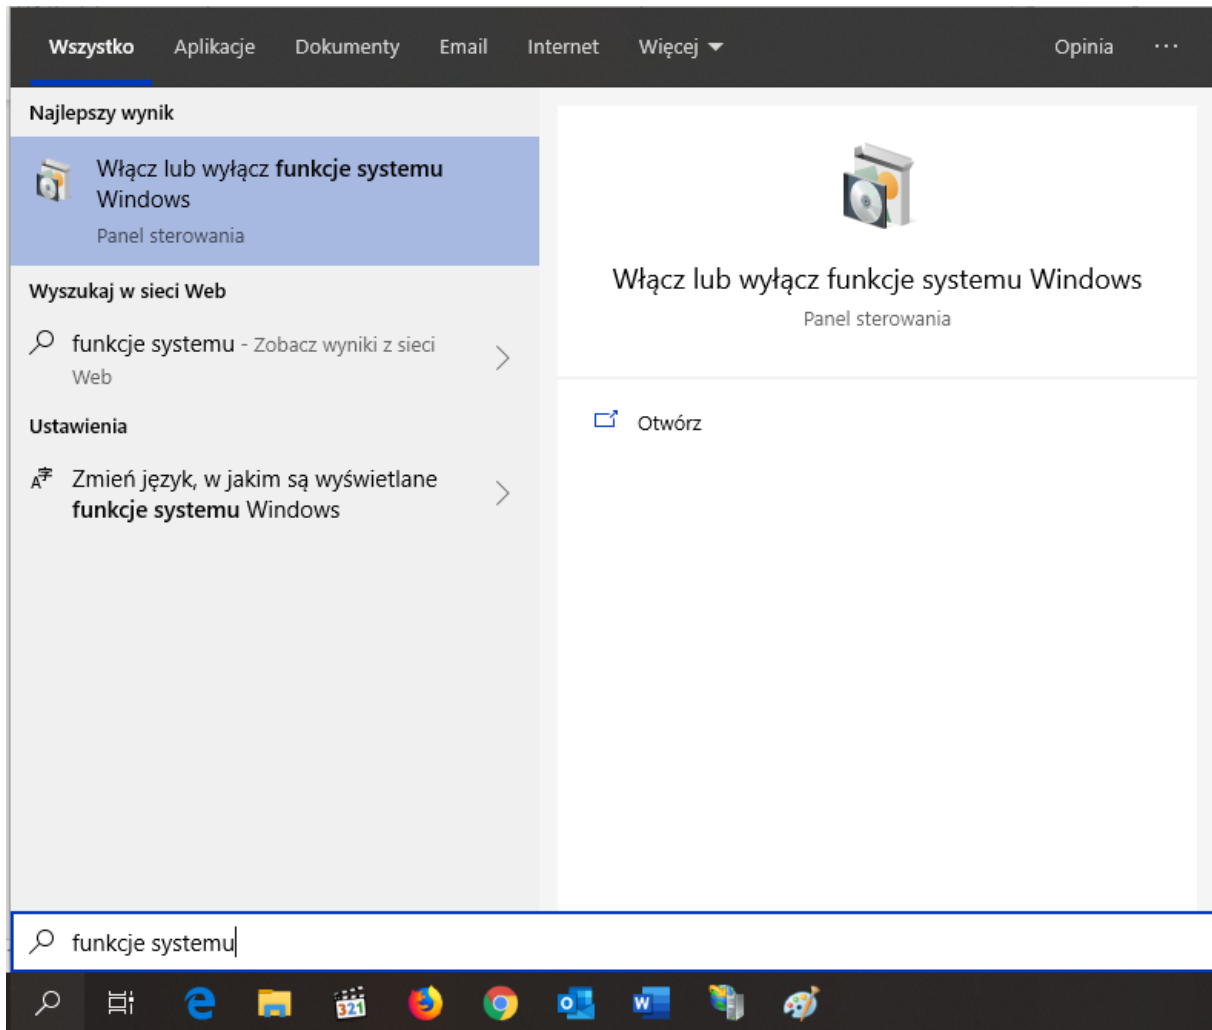 Wszystko Aplikacje Dokumenty Email Internet Więcej Opinia ...
Najlepszy wynik
Włącz lub wyłącz funkcje systemu
Windows
Panel sterowania
Wyszukaj w sieci Web
funkcje systemu - Zobacz wyniki z sieci
Web
Ustawienia
Zmień język, w jakim są wyświetlane
funkcje systemu Windows
Włącz lub wyłącz funkcje systemu Windows
Panel sterowania
Otwórz
funkcje systemu
321